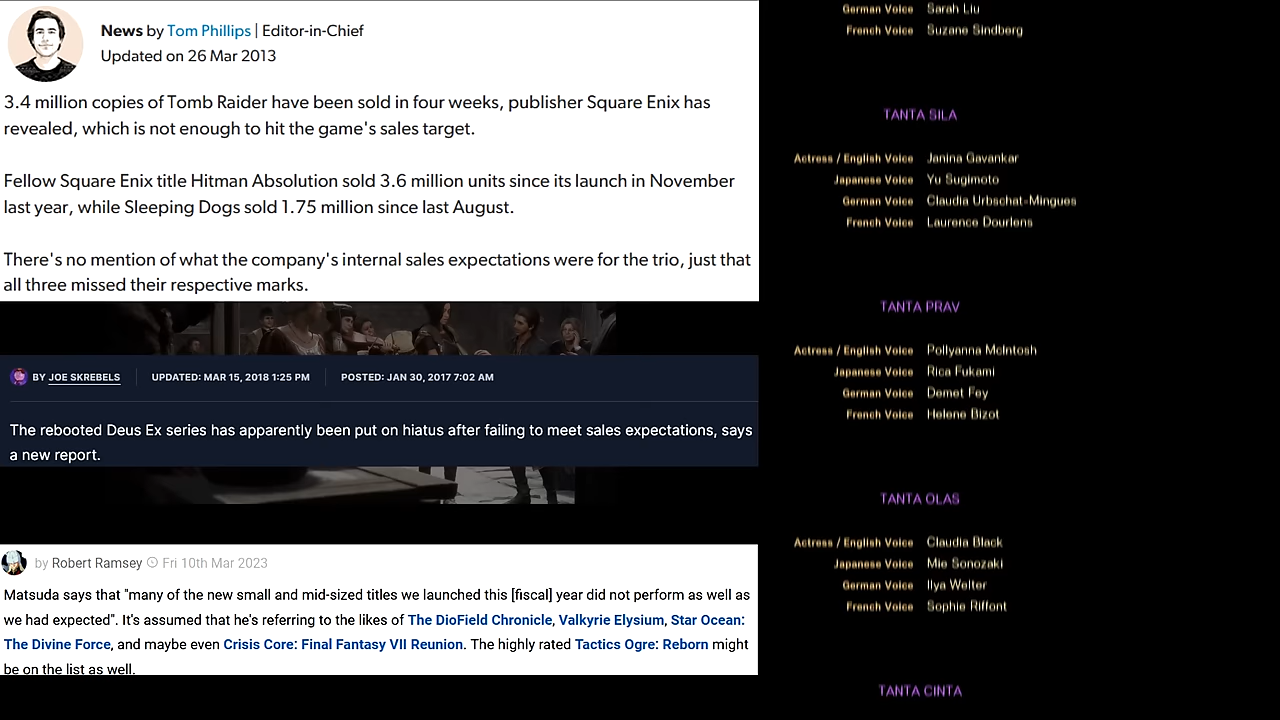 News by Tom Phillips | Editor-in-Chief
Updated on 26 Mar 2013
3.4 million copies of Tomb Raider have been sold in four weeks, publisher Square Enix has
revealed, which is not enough to hit the game's sales target.
Fellow Square Enix title Hitman Absolution sold 3.6 million units since its launch in November
last year, while Sleeping Dogs sold 1.75 million since last August.
There's no mention of what the company's internal sales expectations were for the trio, just that
all three missed their respective marks.
BY JOE SKREBELS UPDATED: MAR 15, 2018 1:25 PM POSTED: JAN 30, 2017 7:02 AM
The rebooted Deus Ex series has apparently been put on hiatus after failing to meet sales expectations, says
a new report.
by Robert Ramsey Fri 10th Mar 2023
Matsuda says that "many of the new small and mid-sized titles we launched this [fiscal] year did not perform as well as
we had expected". It's assumed that he's referring to the likes of The DioField Chronicle, Valkyrie Elysium, Star Ocean:
The Divine Force, and maybe even Crisis Core: Final Fantasy VII Reunion. The highly rated Tactics Ogre: Reborn might
be on the list as well.
German Voice Sarah Liu
French Voice Suzane Sindberg
TANTA SILA
Actress / English Voice Janina Gavankar
Japanese Voice Yu Sugimoto
German Voice Claudia Urbschat-Mingues
French Voice Laurence Dourlens
TANTA PRAV
Actress / English Voice Pollyanna McIntosh
Japanese Voice Rica Fukami
German Voice Demet Fey
French Voice Helene Bizot
TANTA OLAS
Actress / English Voice Claudia Black
Japanese Voice Mie Sonozaki
German Voice Ilya Welter
French Voice Sophie Riffont
TANTA CINTA